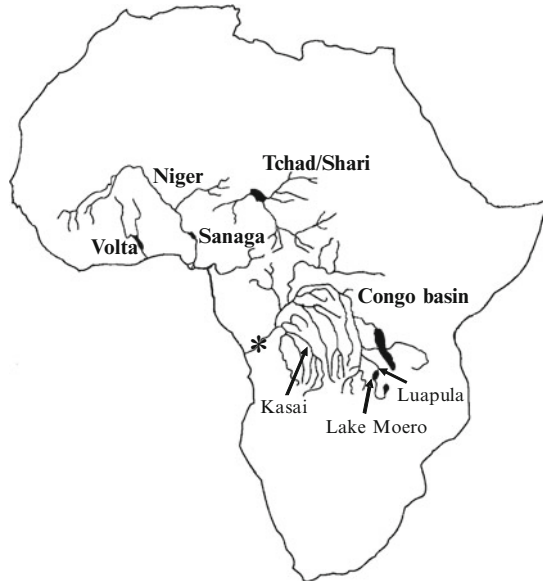 Tchad/Shari
Niger
Volta
Sanaga
Congo basin
*
Kasai
Luapula
Lake Moero